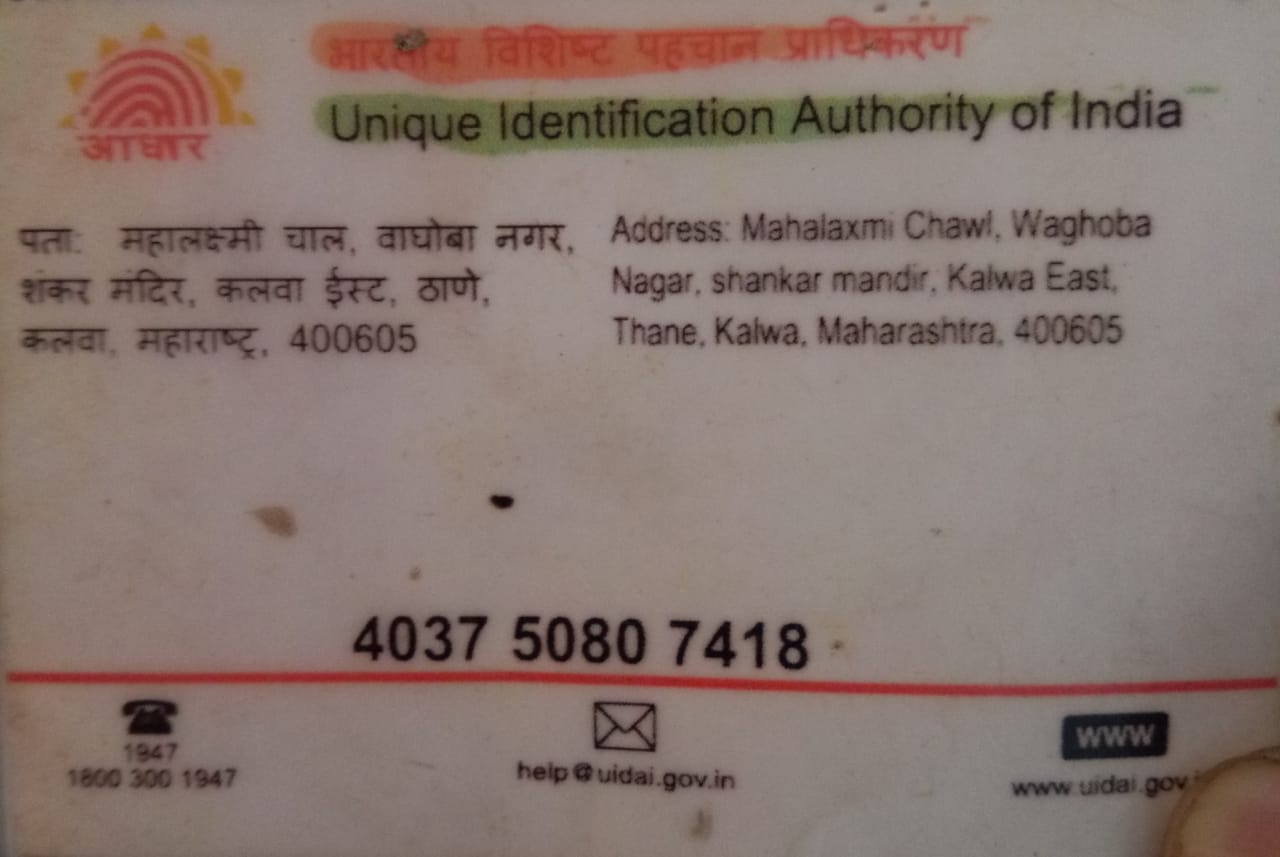 भारतीय विशिष्ट पहचान प्राधिकरण
Unique Identification Authority of India
आधार
पता: महालक्ष्मी चाल, वाघोबा नगर,
शंकर मंदिर, कलवा ईस्ट, ठाणे,
कलवा, महाराष्ट्र, 400605
Address: Mahalaxmi Chawl, Waghoba
Nagar, shankar mandir, Kalwa East,
Thane, Kalwa, Maharashtra, 400605
4037 5080 7418
1947
1800 300 1947
help@uidai.gov.in
WWW
www.uidai.gov